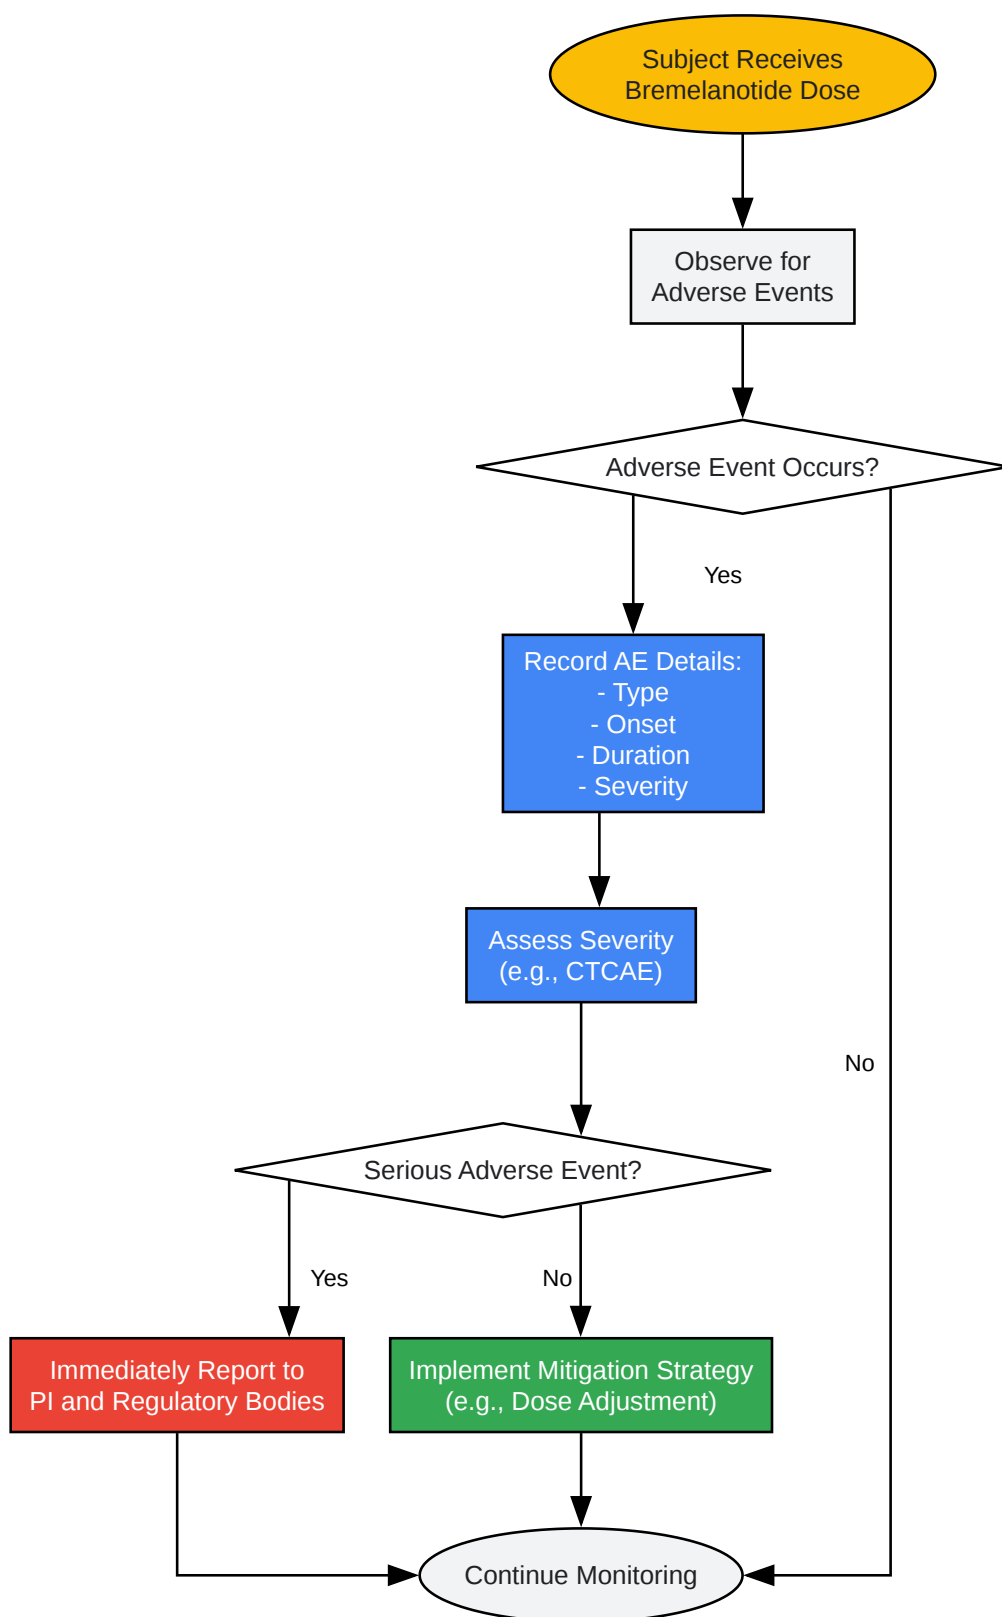 Subject Receives
Bremelanotide Dose
Observe for
Adverse Events
Adverse Event Occurs?
Yes
Record AE Details:
- Type
- Onset
- Duration
- Severity
Assess Severity
(e.g., CTCAE)
No
Serious Adverse Event?
Yes
No
Immediately Report to
PI and Regulatory Bodies
Implement Mitigation Strategy
(e.g., Dose Adjustment)
Continue Monitoring